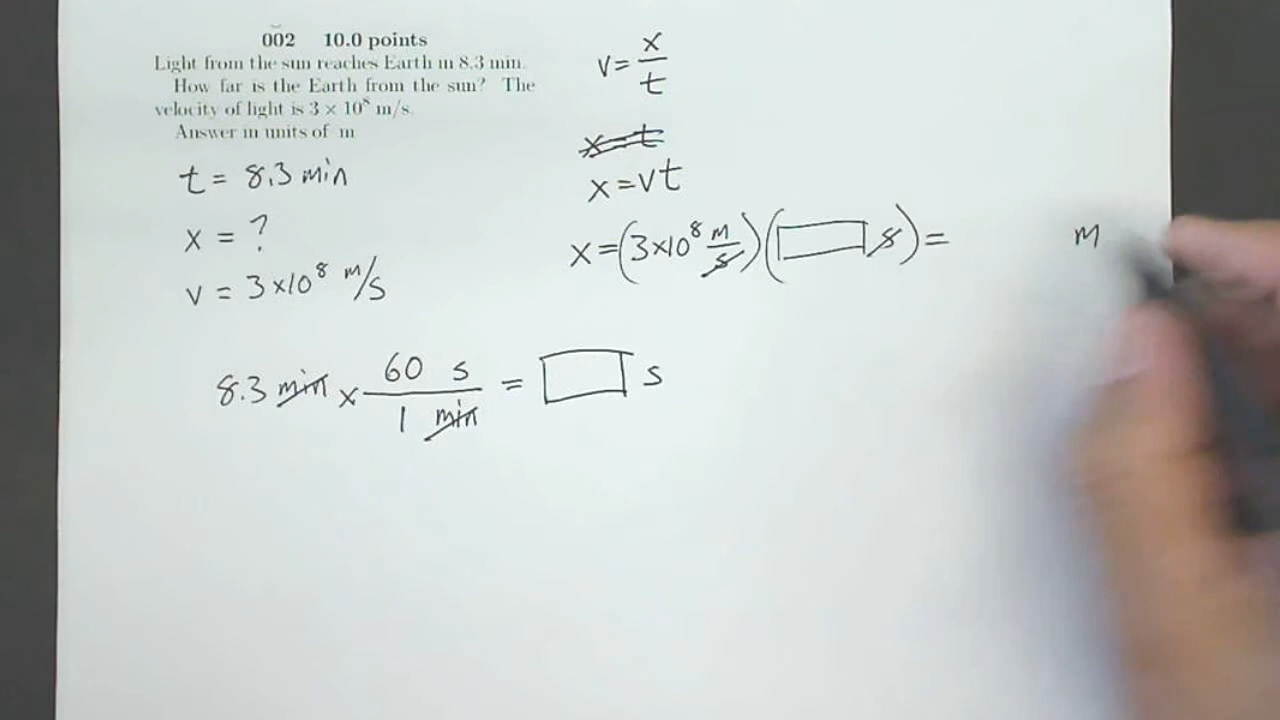 002 10.0 points
Light from the sun reaches Earth in 8.3 min.
How far is the Earth from the sun? The
velocity of light is 3 × 10⁸ m/s.
Answer in units of m
t = 8.3 min
x = ?
v = 3×10⁸ m/s
8.3 min × 60 s / 1 min = □ s
v = x / t
x = t
x = vt
x = (3×10⁸ m/s)(□ s) = m